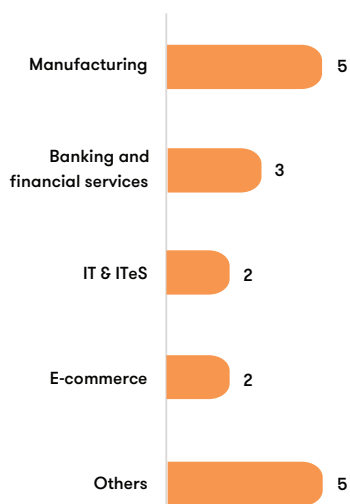 Manufacturing 5
Banking and
financial services 3
IT & ITeS 2
E-commerce 2
Others 5